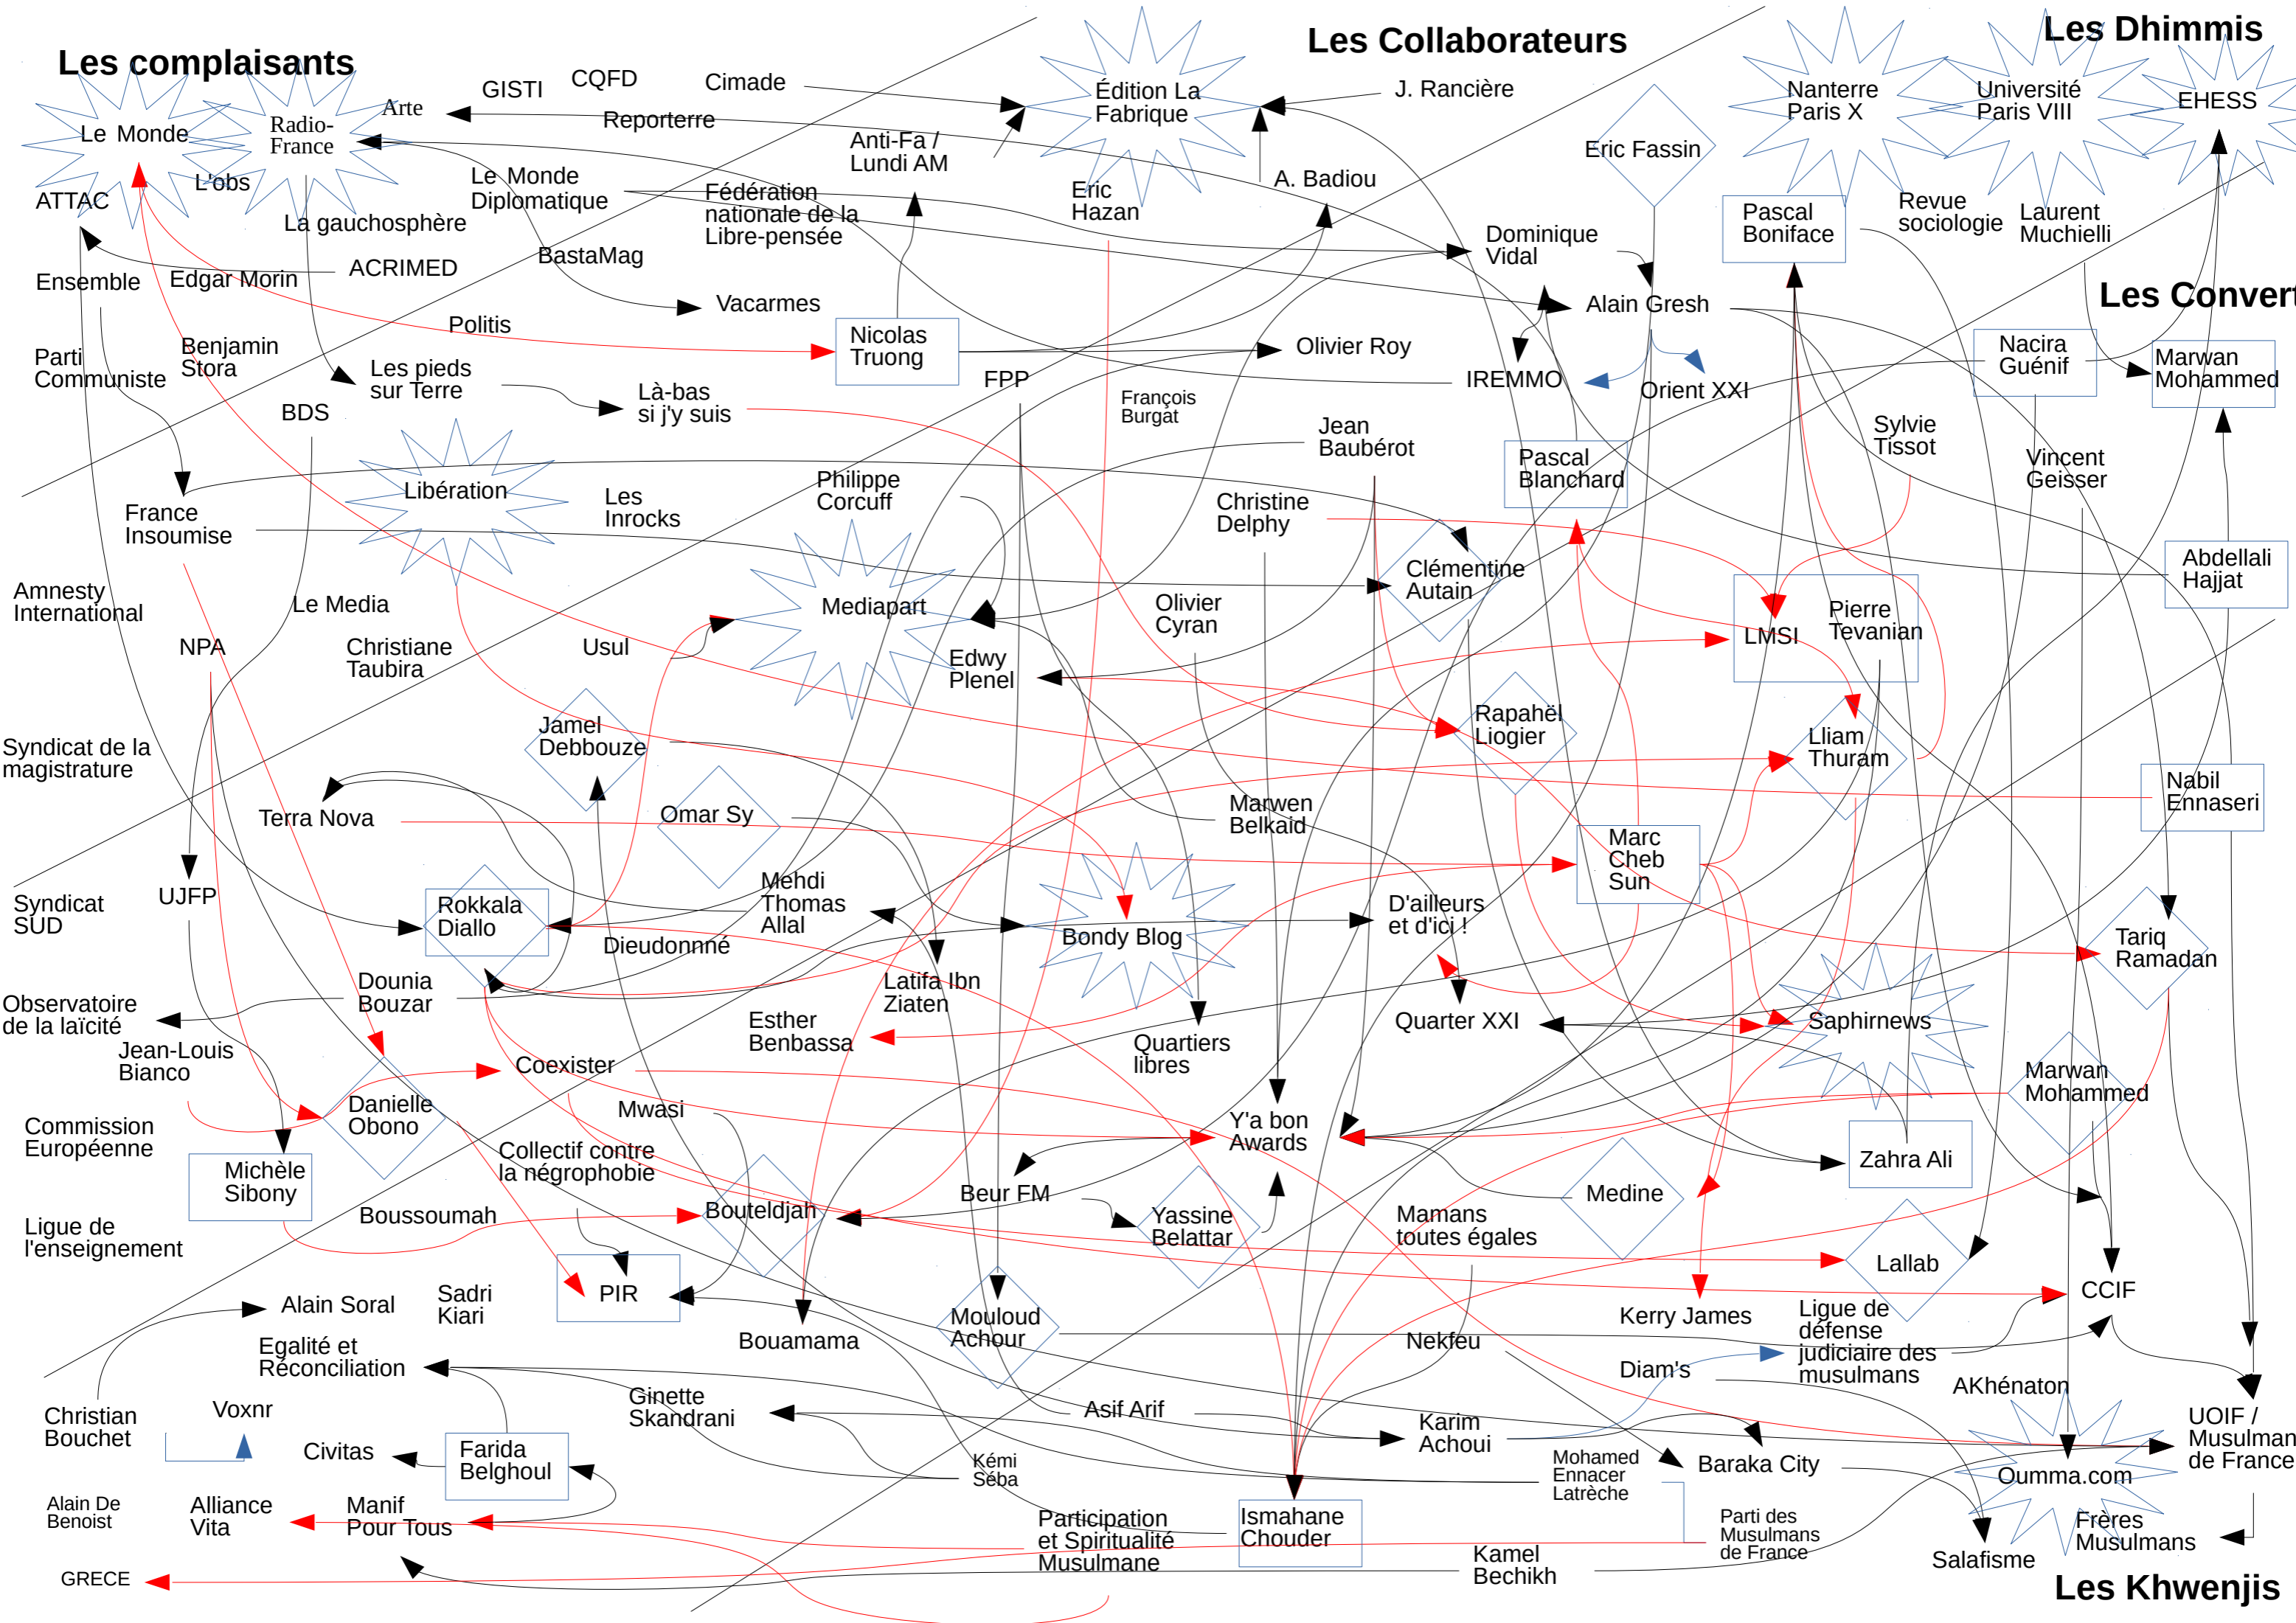 Les complaisants
Les Collaborateurs
Les Dhimmis
GISTI
CQFD
Cimade
Édition La
Fabrique
J. Rancière
Nanterre
Paris X
Université
Paris VIII
EHESS
Le Monde
Radio-
France
Arte
Reporterre
Anti-Fa /
Lundi AM
Eric Fassin
L'obs
ATTAC
Le Monde
Diplomatique
Fédération
nationale de la
Libre-pensée
Eric
Hazan
A. Badiou
Pascal
Boniface
Revue
sociologie
Laurent
Muchielli
La gauchosphère
BastaMag
Dominique
Vidal
Ensemble
Edgar Morin
ACRIMED
Vacarmes
Alain Gresh
Les Convert
Politis
Nicolas
Truong
Olivier Roy
Parti
Communiste
Benjamin
Stora
Les pieds
sur Terre
Là-bas
si j'y suis
FPP
François
Burgat
IREMMO
Orient XXI
Nacira
Guénif
Marwan
Mohammed
BDS
Jean
Baubérot
Sylvie
Tissot
Libération
Les
Inrocks
Philippe
Corcuff
Christine
Delphy
Pascal
Blanchard
Vincent
Geisser
France
Insoumise
Clémentine
Autain
Abdellali
Hajjat
Amnesty
International
Le Media
Mediapart
Olivier
Cyran
LMSI
Pierre
Tevanian
NPA
Christiane
Taubira
Usul
Edwy
Plenel
Jamel
Debbouze
Rapahël
Liogier
Lliam
Thuram
Syndicat de la
magistrature
Terra Nova
Omar Sy
Marwen
Belkaid
Nabil
Ennaseri
Marc
Cheb
Sun
Syndicat
SUD
UJFP
Rokkala
Diallo
Mehdi
Thomas
Allal
Dieudonnné
Bondy Blog
D'ailleurs
et d'ici !
Tariq
Ramadan
Observatoire
de la laïcité
Dounia
Bouzar
Latifa Ibn
Ziaten
Esther
Benbassa
Quartiers
libres
Quarter XXI
Saphirnews
Jean-Louis
Bianco
Coexister
Marwan
Mohammed
Commission
Européenne
Danielle
Obono
Mwasi
Y'a bon
Awards
Collectif contre
la négrophobie
Michèle
Sibony
Zahra Ali
Boussoumah
Bouteldjah
Beur FM
Yassine
Belattar
Medine
Ligue de
l'enseignement
Mamans
toutes égales
Lallab
Alain Soral
Sadri
Kiari
PIR
Bouamama
Mouloud
Achour
Kerry James
Ligue de
défense
judiciaire des
musulmans
CCIF
Egalité et
Réconciliation
Nekfeu
Diam's
AKhénaton
Christian
Bouchet
Voxnr
Ginette
Skandrani
Asif Arif
Karim
Achoui
UOIF /
Musulman
de France
Civitas
Farida
Belghoul
Kémi
Séba
Mohamed
Ennacer
Latrèche
Baraka City
Oumma.com
Alain De
Benoist
Alliance
Vita
Manif
Pour Tous
Participation
et Spiritualité
Musulmane
Ismahane
Chouder
Parti des
Musulmans
de France
Frères
Musulmans
Salafisme
GRECE
Kamel
Bechikh
Les Khwenjis